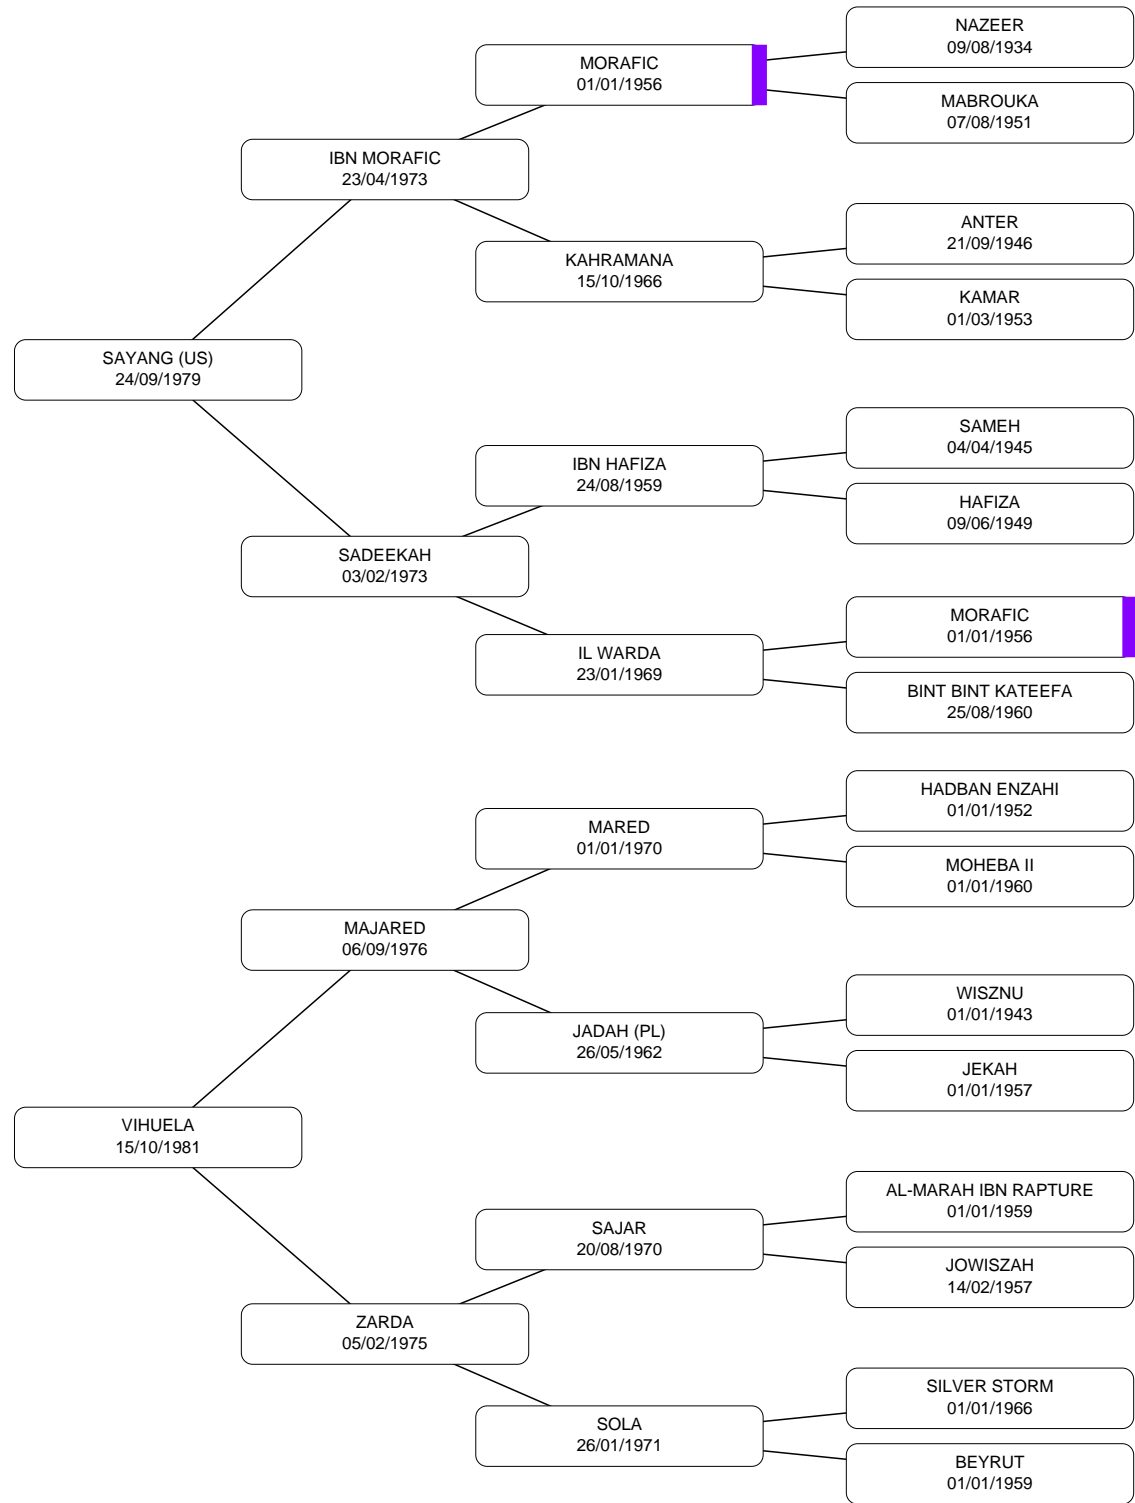 NAZEER
09/08/1934
MORAFIC
01/01/1956
MABROUKA
07/08/1951
IBN MORAFIC
23/04/1973
ANTER
21/09/1946
KAHRAMANA
15/10/1966
KAMAR
01/03/1953
SAYANG (US)
24/09/1979
SAMEH
04/04/1945
IBN HAFIZA
24/08/1959
HAFIZA
09/06/1949
SADEEKAH
03/02/1973
MORAFIC
01/01/1956
IL WARDA
23/01/1969
BINT BINT KATEEFA
25/08/1960
HADBAN ENZAHI
01/01/1952
MARED
01/01/1970
MOHEBA II
01/01/1960
MAJARED
06/09/1976
WISZNU
01/01/1943
JADAH (PL)
26/05/1962
JEKAH
01/01/1957
VIHUELA
15/10/1981
AL-MARAH IBN RAPTURE
01/01/1959
SAJAR
20/08/1970
JOWISZAH
14/02/1957
ZARDA
05/02/1975
SILVER STORM
01/01/1966
SOLA
26/01/1971
BEYRUT
01/01/1959